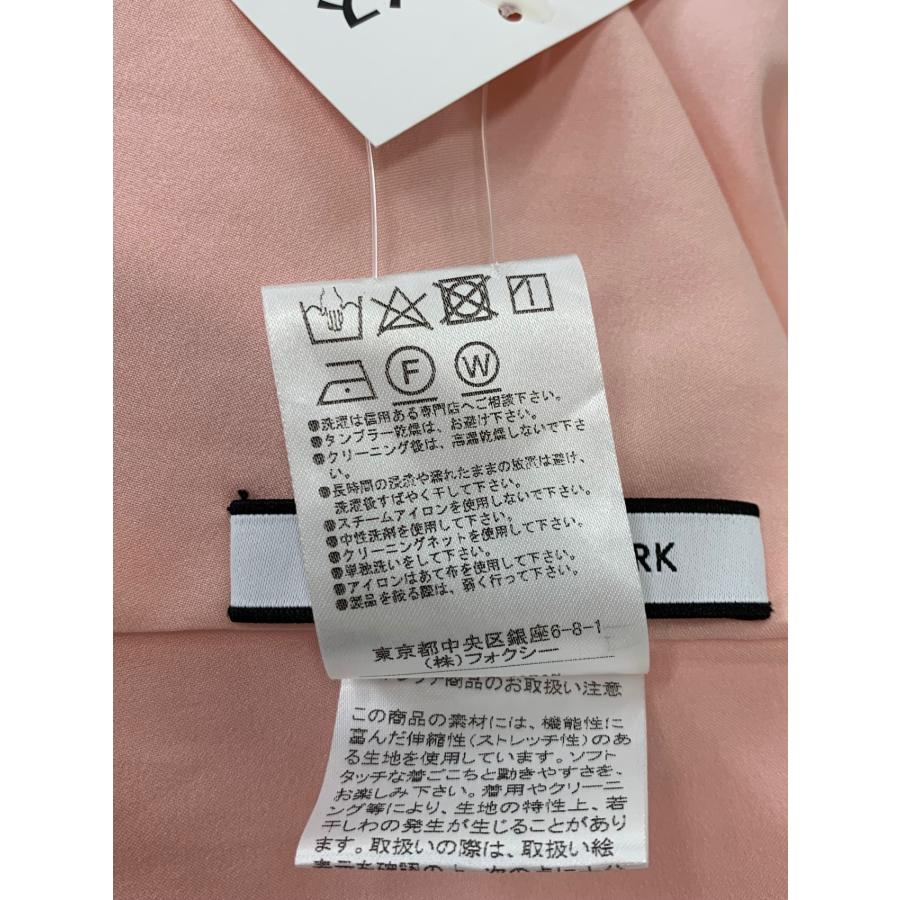 F
W
●洗濯は信用ある専門店へご相談下さい。
●タンブラー乾燥は、お避け下さい。
●クリーニング後は、高温乾燥しないで下さ
い。
●長時間の浸漬や濡れたままの放置は避け、
洗濯後すばやく干して下さい。
●スチームアイロンを使用しないで下さい。
●中性洗剤を使用して下さい。
●クリーニングネットを使用して下さい。
●単独洗いをして下さい。
●アイロンはあて布を使用して下さい。
●製品を絞る際は、弱く行って下さい。
RK
東京都中央区銀座6-8-1
(株)フォクシー
商品のお取扱い注意
この商品の素材には、機能性に
富んだ伸縮性(ストレッチ性)のあ
る生地を使用しています。ソフト
タッチな着ごこちと動きやすさを、
お楽しみ下さい。着用やクリーニ
ング等により、生地の特性上、若
干しわの発生が生じることがあり
ます。取扱いの際は、取扱い絵